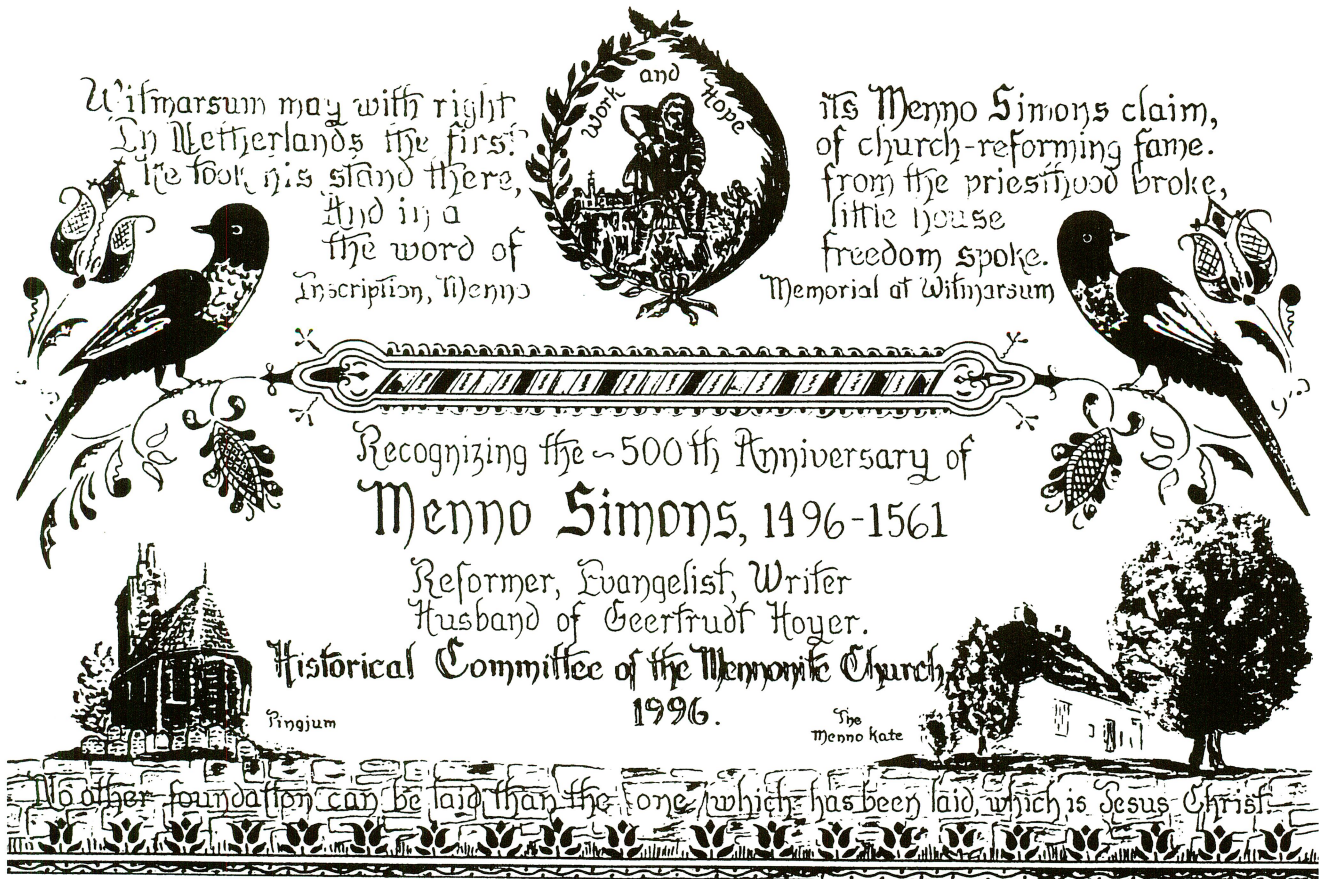 Work and Hope
Witmarsum may with right its Menno Simons claim,
In Netherlands the first of church-reforming fame.
He took his stand there, from the priesthood broke,
And in a little house
the word of freedom spoke.
Inscription, Menno Memorial at Witmarsum
Recognizing the ~ 500th Anniversary of
Menno Simons, 1496-1561
Reformer, Evangelist, Writer
Husband of Geertrudt Hoyer.
Historical Committee of the Mennonite Church,
1996.
Pingjum
The
Menno Kate
No other foundation can be laid than the one which has been laid, which is Jesus Christ.